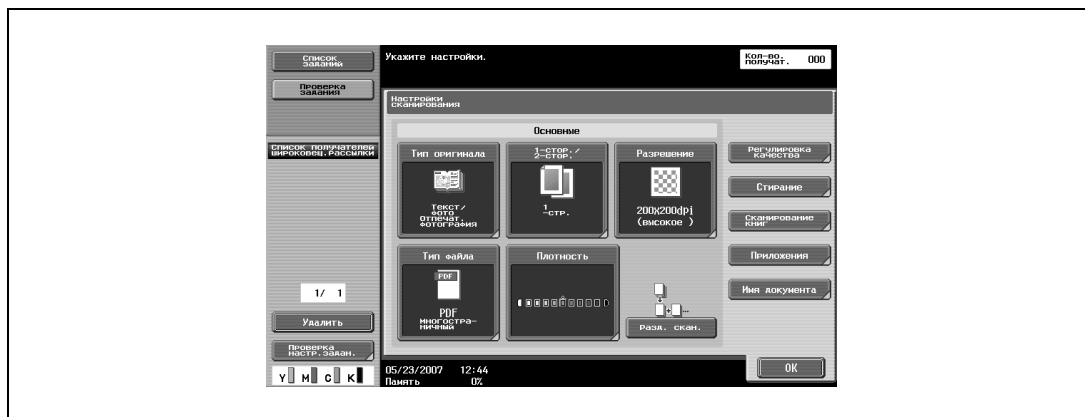 Список
заданий
Проверка
задания
Список получателей
широковещ.рассылки
1/ 1
Удалить
Проверка
настр.задан.
Y M C K
Укажите настройки.
Кол-во.
получат. 000
Настройки
сканирования
Основные
Тип оригинала
Текст/
фото
Отпечат.
фотография
1-стор./
2-стор.
1
-стр.
Разрешение
200X200dpi
(высокое )
Тип файла
PDF
PDF
многостра-
ничный
Плотность
Разд. скан.
Регулировка
качества
Стирание
Сканирование
книг
Приложения
Имя документа
05/23/2007 12:44
Память 0%
OK